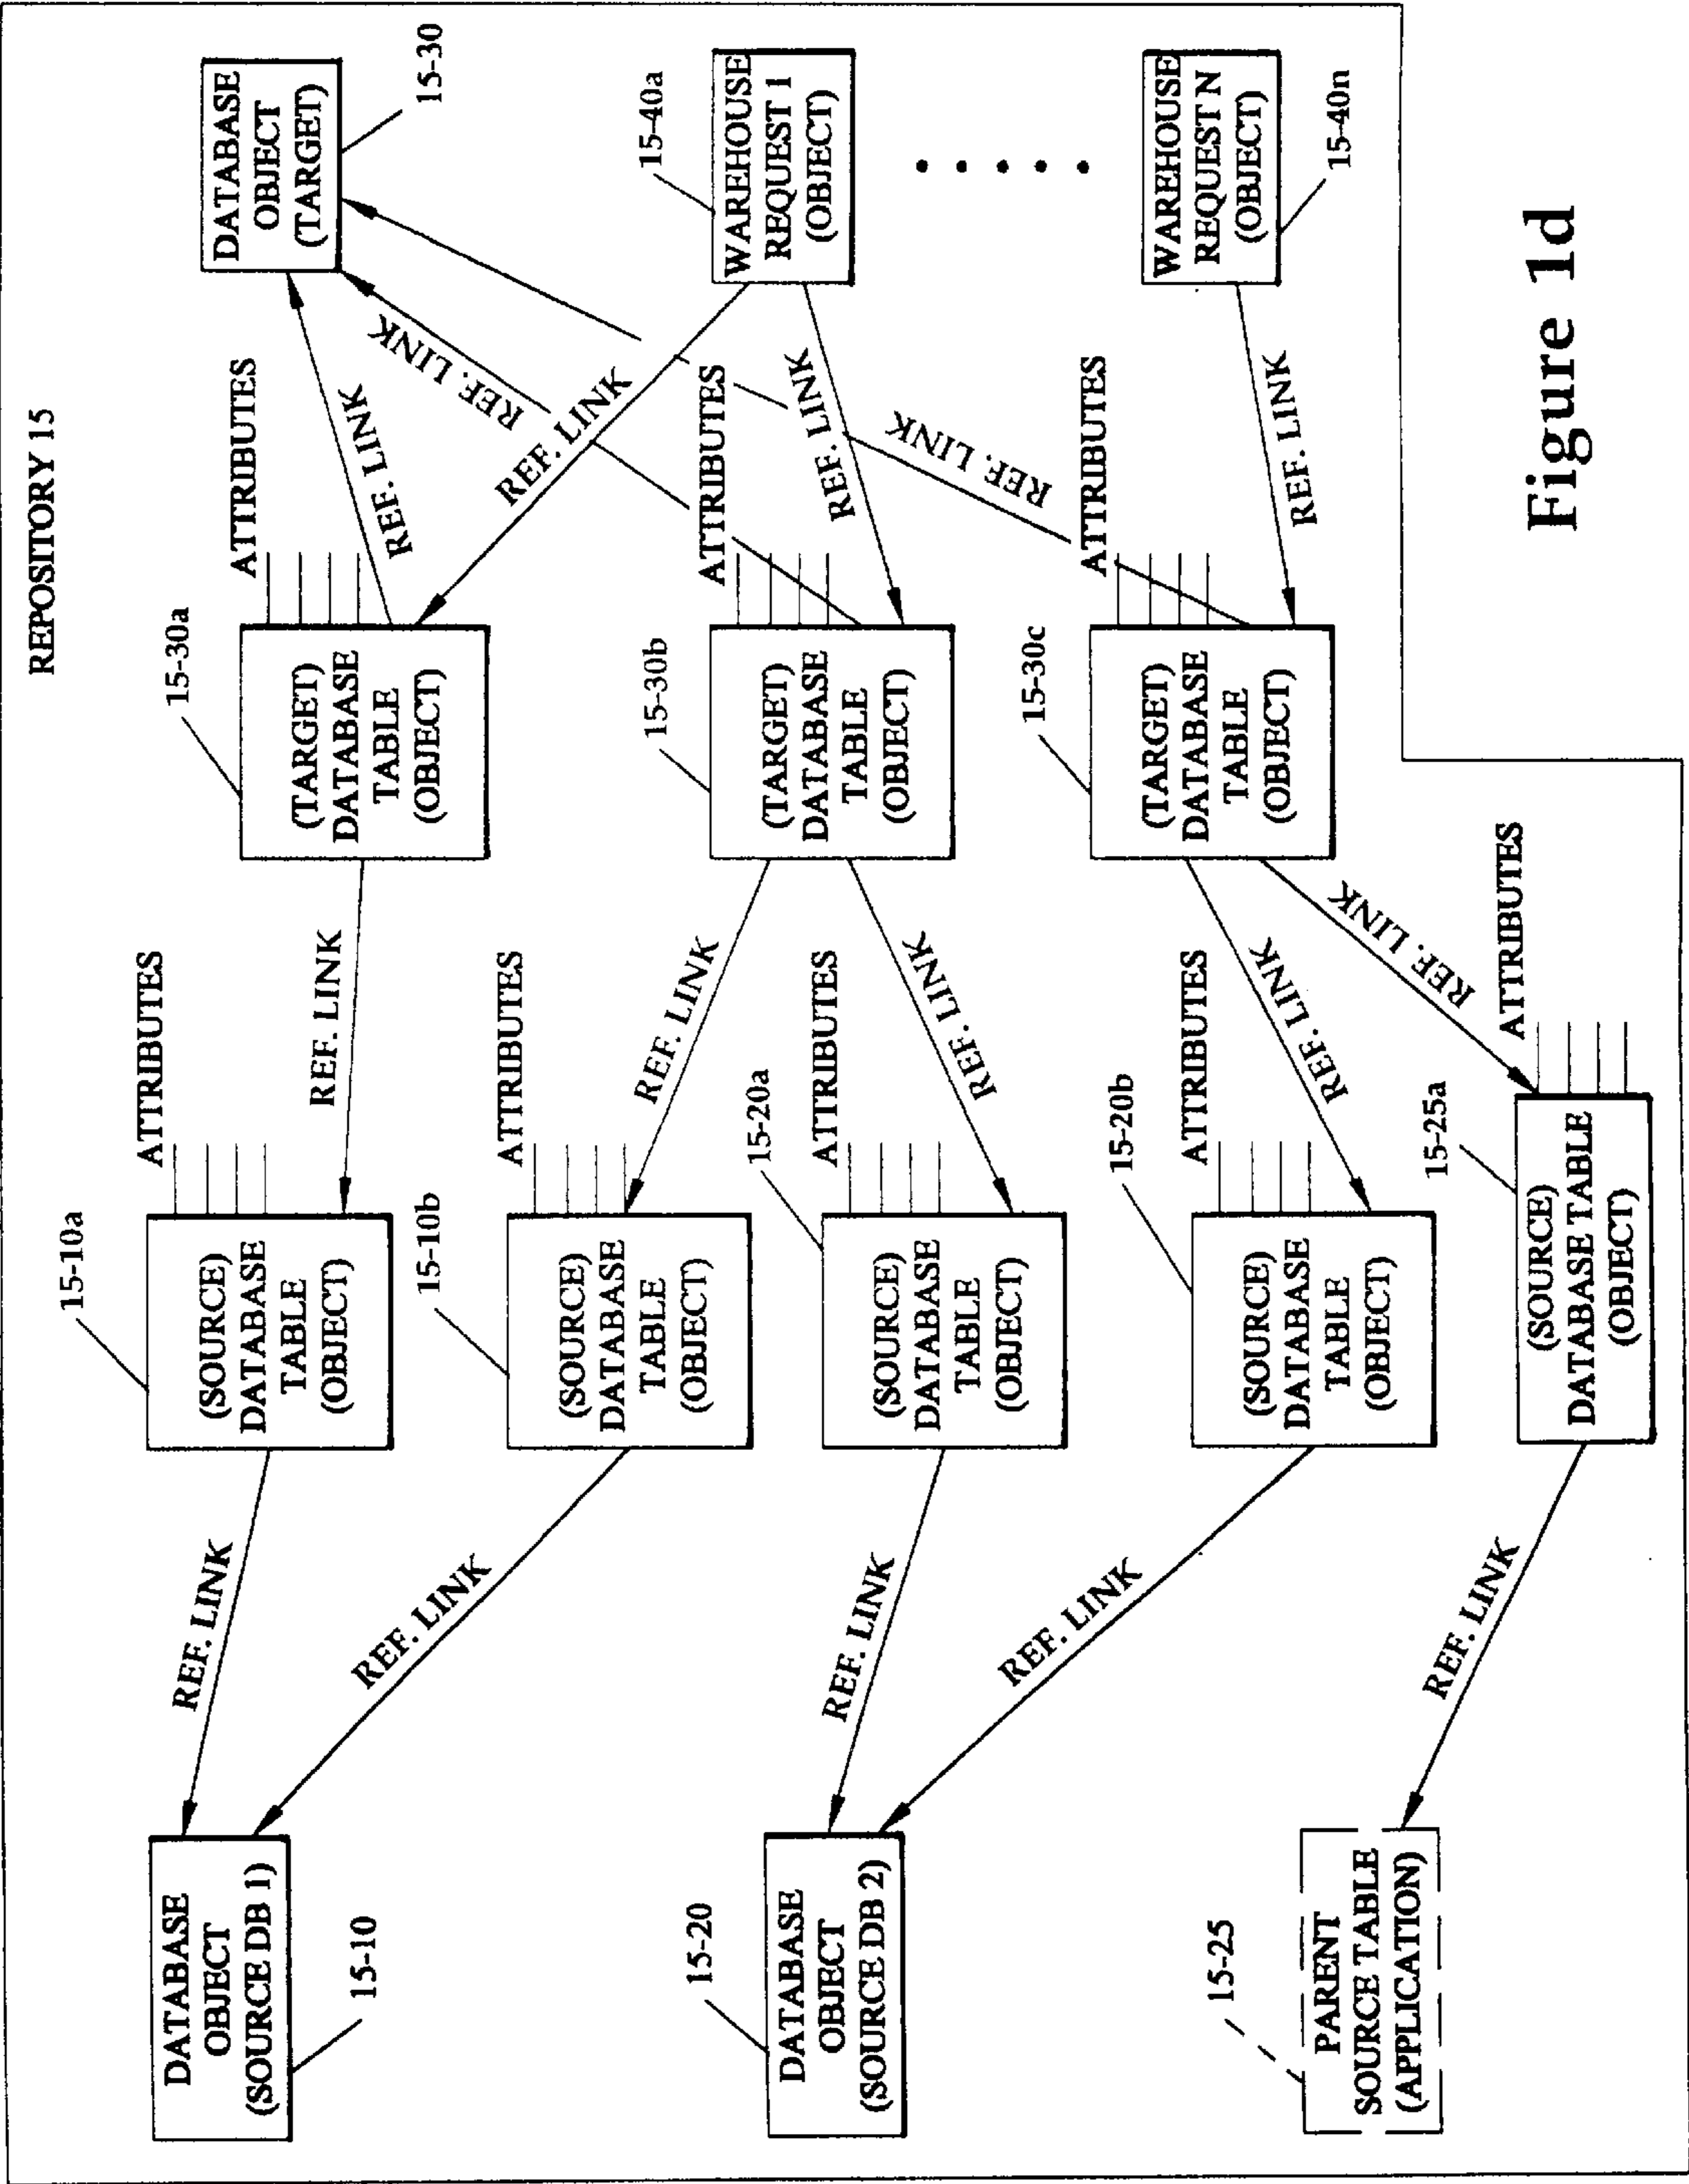 REPOSITORY 15
DATABASE
OBJECT
(SOURCE DB 1)
15-10
REF. LINK
REF. LINK
15-10a
(SOURCE)
DATABASE
TABLE
(OBJECT)
ATTRIBUTES
REF. LINK
15-30a
(TARGET)
DATABASE
TABLE
(OBJECT)
ATTRIBUTES
REF. LINK
DATABASE
OBJECT
(TARGET)
15-30
15-10b
(SOURCE)
DATABASE
TABLE
(OBJECT)
ATTRIBUTES
REF. LINK
REF. LINK
REF. LINK
15-20
DATABASE
OBJECT
(SOURCE DB 2)
REF. LINK
REF. LINK
15-20a
(SOURCE)
DATABASE
TABLE
(OBJECT)
ATTRIBUTES
REF. LINK
15-30b
(TARGET)
DATABASE
TABLE
(OBJECT)
ATTRIBUTES
REF. LINK
15-40a
WAREHOUSE
REQUEST 1
(OBJECT)
15-20b
(SOURCE)
DATABASE
TABLE
(OBJECT)
ATTRIBUTES
REF. LINK
15-30c
(TARGET)
DATABASE
TABLE
(OBJECT)
ATTRIBUTES
REF. LINK
REF. LINK
WAREHOUSE
REQUEST N
(OBJECT)
15-40n
15-25
PARENT
SOURCE TABLE
(APPLICATION)
REF. LINK
15-25a
(SOURCE)
DATABASE TABLE
(OBJECT)
ATTRIBUTES
REF. LINK
Figure 1d